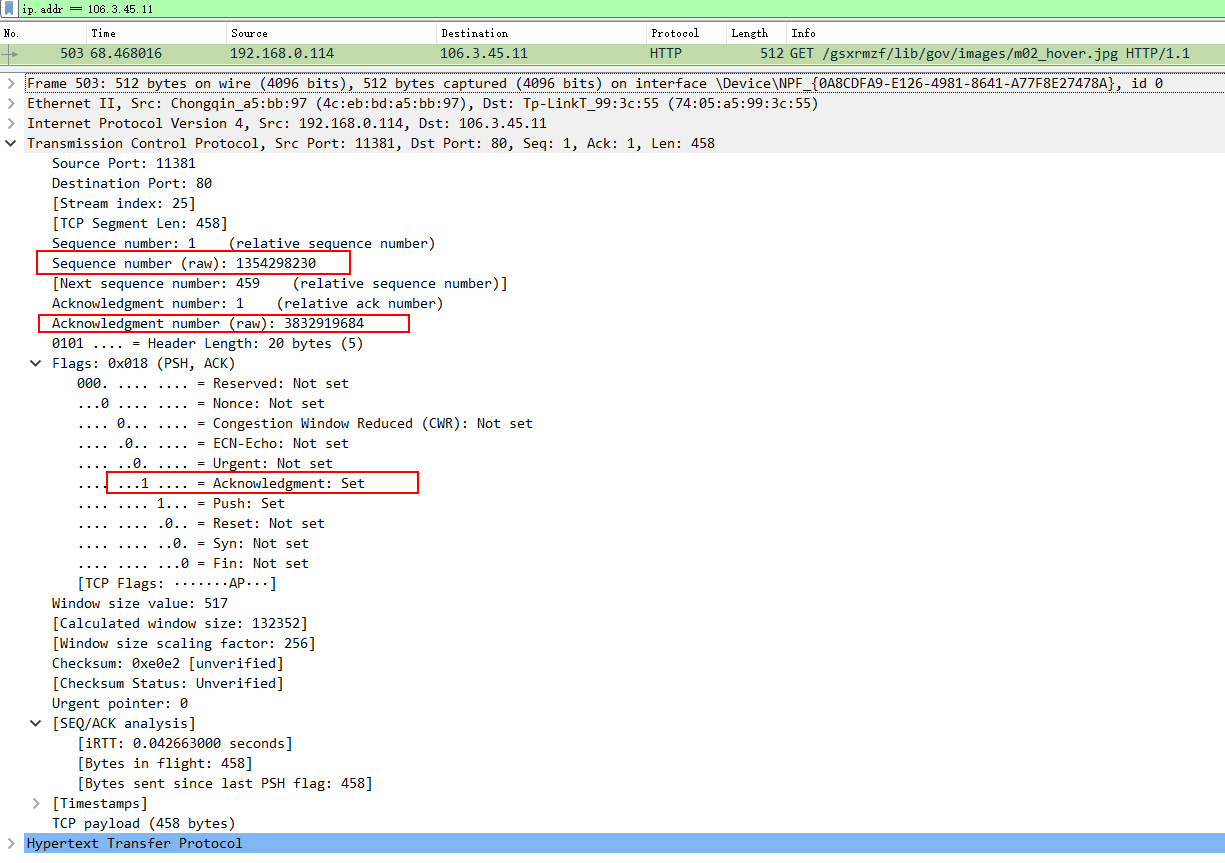 ip.addr == 106.3.45.11
No. Time Source Destination Protocol Length Info
503 68.468016 192.168.0.114 106.3.45.11 HTTP 512 GET /gsxrmzf/lib/gov/images/m02_hover.jpg HTTP/1.1
Frame 503: 512 bytes on wire (4096 bits), 512 bytes captured (4096 bits) on interface \Device\NPF_{0A8CDFA9-E126-4981-8641-A77F8E27478A}, id 0
Ethernet II, Src: Chongqin_a5:bb:97 (4c:eb:bd:a5:bb:97), Dst: Tp-LinkT_99:3c:55 (74:05:a5:99:3c:55)
Internet Protocol Version 4, Src: 192.168.0.114, Dst: 106.3.45.11
Transmission Control Protocol, Src Port: 11381, Dst Port: 80, Seq: 1, Ack: 1, Len: 458
Source Port: 11381
Destination Port: 80
[Stream index: 25]
[TCP Segment Len: 458]
Sequence number: 1    (relative sequence number)
Sequence number (raw): 1354298230
[Next sequence number: 459    (relative sequence number)]
Acknowledgment number: 1    (relative ack number)
Acknowledgment number (raw): 3832919684
0101 .... = Header Length: 20 bytes (5)
Flags: 0x018 (PSH, ACK)
000. .... .... = Reserved: Not set
...0 .... .... = Nonce: Not set
.... 0... .... = Congestion Window Reduced (CWR): Not set
.... .0.. .... = ECN-Echo: Not set
.... ..0. .... = Urgent: Not set
.... ...1 .... = Acknowledgment: Set
.... .... 1... = Push: Set
.... .... .0.. = Reset: Not set
.... .... ..0. = Syn: Not set
.... .... ...0 = Fin: Not set
[TCP Flags: ·······AP···]
Window size value: 517
[Calculated window size: 132352]
[Window size scaling factor: 256]
Checksum: 0xe0e2 [unverified]
[Checksum Status: Unverified]
Urgent pointer: 0
[SEQ/ACK analysis]
[iRTT: 0.042663000 seconds]
[Bytes in flight: 458]
[Bytes sent since last PSH flag: 458]
[Timestamps]
TCP payload (458 bytes)
Hypertext Transfer Protocol